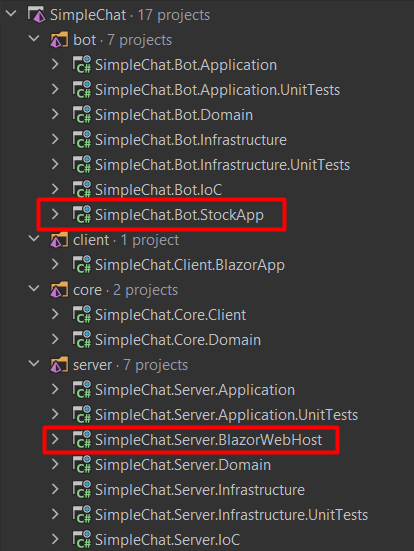 SimpleChat · 17 projects
bot · 7 projects
C# SimpleChat.Bot.Application
C# SimpleChat.Bot.Application.UnitTests
C# SimpleChat.Bot.Domain
C# SimpleChat.Bot.Infrastructure
C# SimpleChat.Bot.Infrastructure.UnitTests
C# SimpleChat.Bot.IoC
C# SimpleChat.Bot.StockApp
client · 1 project
C# SimpleChat.Client.BlazorApp
core · 2 projects
C# SimpleChat.Core.Client
C# SimpleChat.Core.Domain
server · 7 projects
C# SimpleChat.Server.Application
C# SimpleChat.Server.Application.UnitTests
C# SimpleChat.Server.BlazorWebHost
C# SimpleChat.Server.Domain
C# SimpleChat.Server.Infrastructure
C# SimpleChat.Server.Infrastructure.UnitTests
C# SimpleChat.Server.IoC